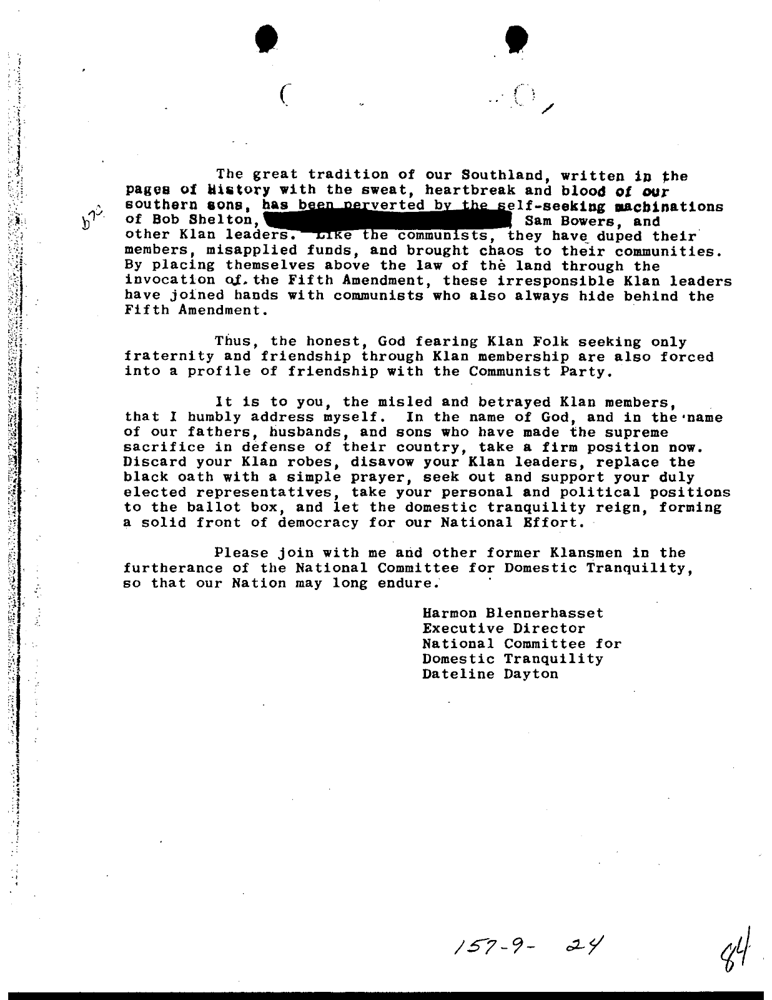 The great tradition of our Southland, written in the
pages of History with the sweat, heartbreak and blood of our
southern sons, has been perverted by the self-seeking machinations
of Bob Shelton, Sam Bowers, and
b7c
other Klan leaders. Like the communists, they have duped their
members, misapplied funds, and brought chaos to their communities.
By placing themselves above the law of the land through the
invocation of the Fifth Amendment, these irresponsible Klan leaders
have joined hands with communists who also always hide behind the
Fifth Amendment.
Thus, the honest, God fearing Klan Folk seeking only
fraternity and friendship through Klan membership are also forced
into a profile of friendship with the Communist Party.
It is to you, the misled and betrayed Klan members,
that I humbly address myself. In the name of God, and in the name
of our fathers, husbands, and sons who have made the supreme
sacrifice in defense of their country, take a firm position now.
Discard your Klan robes, disavow your Klan leaders, replace the
black oath with a simple prayer, seek out and support your duly
elected representatives, take your personal and political positions
to the ballot box, and let the domestic tranquility reign, forming
a solid front of democracy for our National Effort.
Please join with me and other former Klansmen in the
furtherance of the National Committee for Domestic Tranquility,
so that our Nation may long endure.
Harmon Blennerhasset
Executive Director
National Committee for
Domestic Tranquility
Dateline Dayton
157-9- 24
84